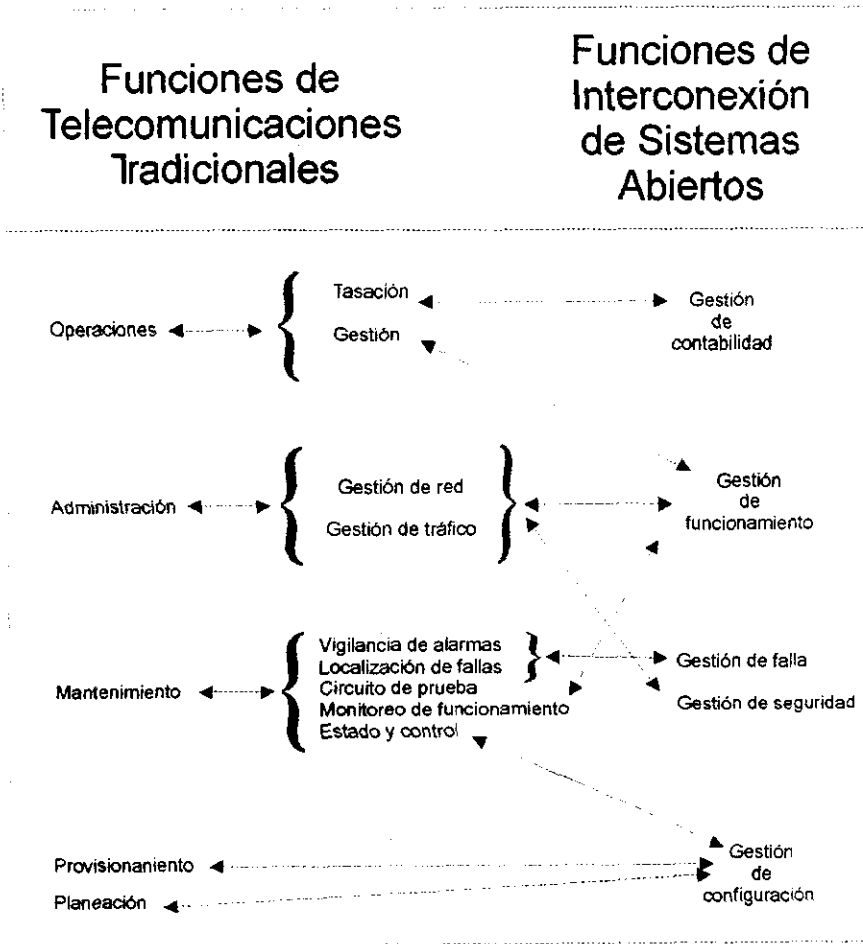 Funciones de
Telecomunicaciones
Tradicionales
Funciones de
Interconexión
de Sistemas
Abiertos
Operaciones
Tasación
Gestión
Gestión
de
contabilidad
Administración
Gestión de red
Gestión de tráfico
Gestión
de
funcionamiento
Mantenimiento
Vigilancia de alarmas
Localización de fallas
Circuito de prueba
Monitoreo de funcionamiento
Estado y control
Gestión de falla
Gestión de seguridad
Provisionaniento
Planeación
Gestión
de
configuración